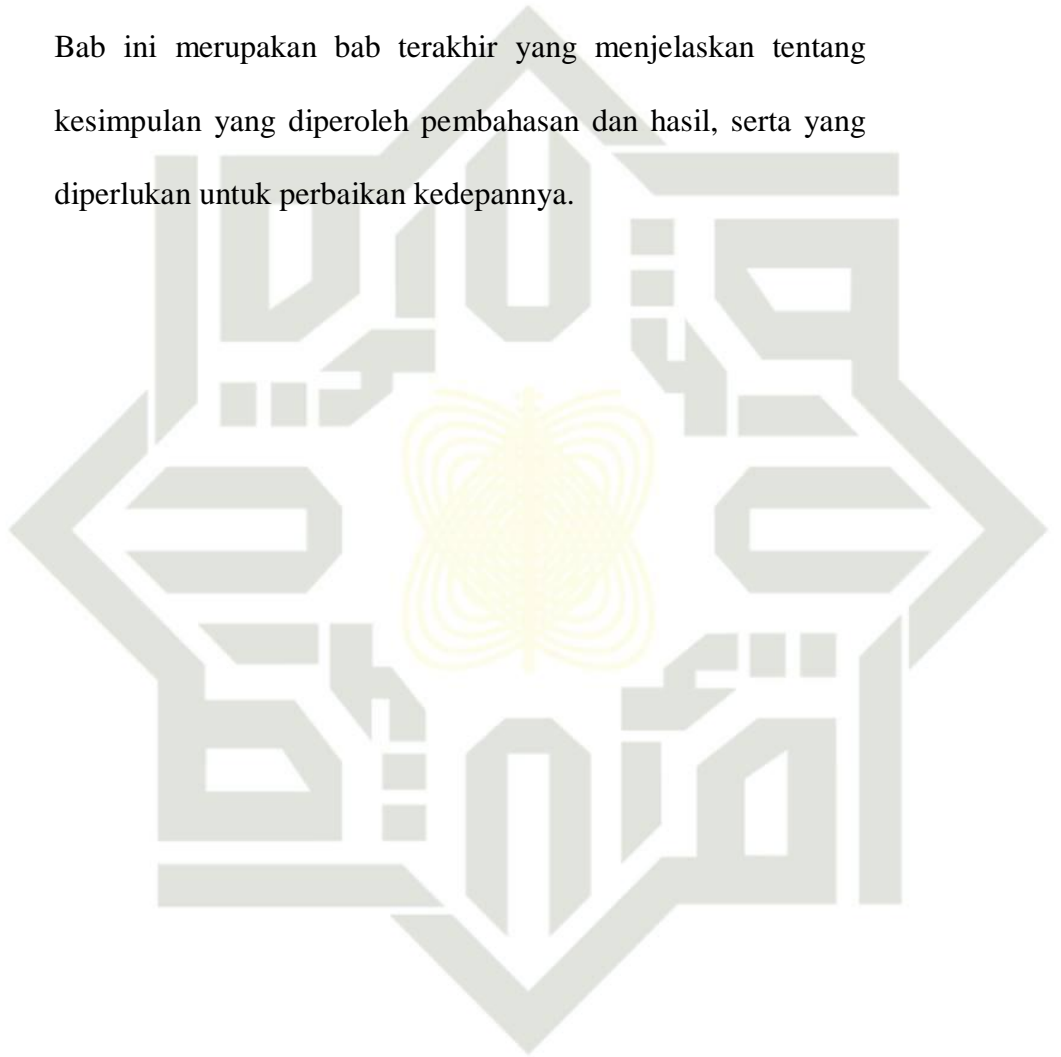 Bab ini merupakan bab terakhir yang menjelaskan tentang
kesimpulan yang diperoleh pembahasan dan hasil, serta yang
diperlukan untuk perbaikan kedepannya.